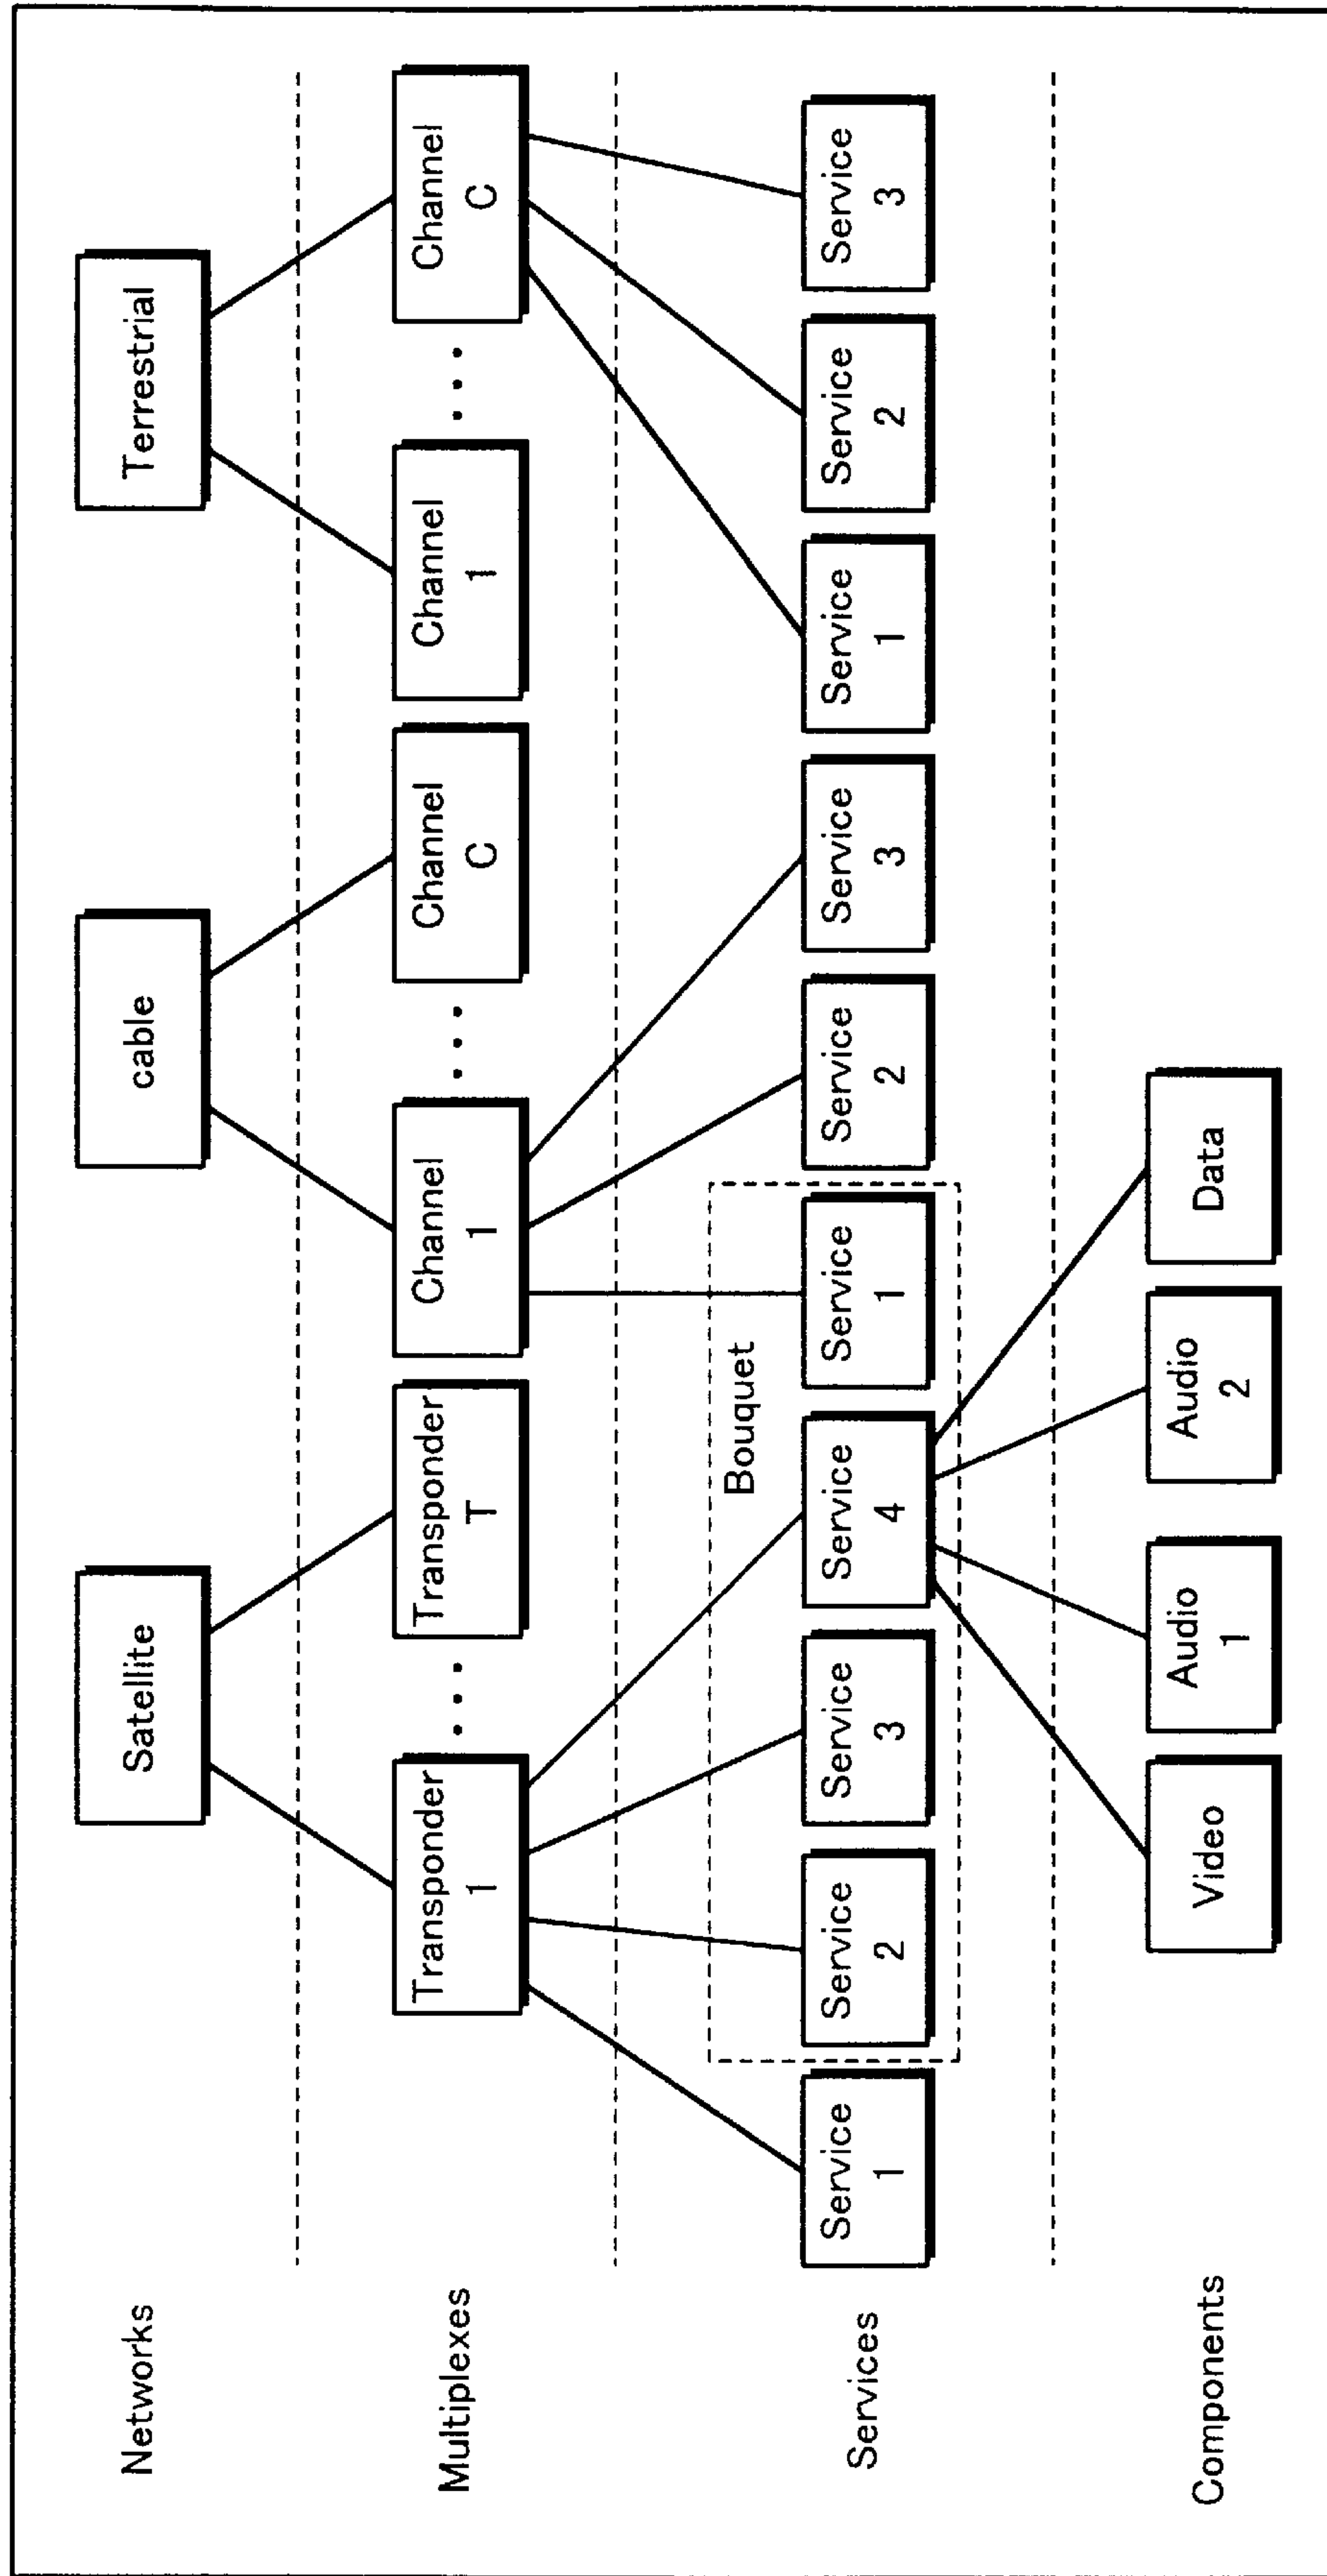 Networks
Satellite
cable
Terrestrial
Multiplexes
Transponder
1
Transponder
T
Channel
1
Channel
C
Channel
1
Channel
C
Services
Bouquet
Service
1
Service
2
Service
3
Service
4
Service
1
Service
2
Service
3
Service
1
Service
2
Service
3
Components
Video
Audio
1
Audio
2
Data